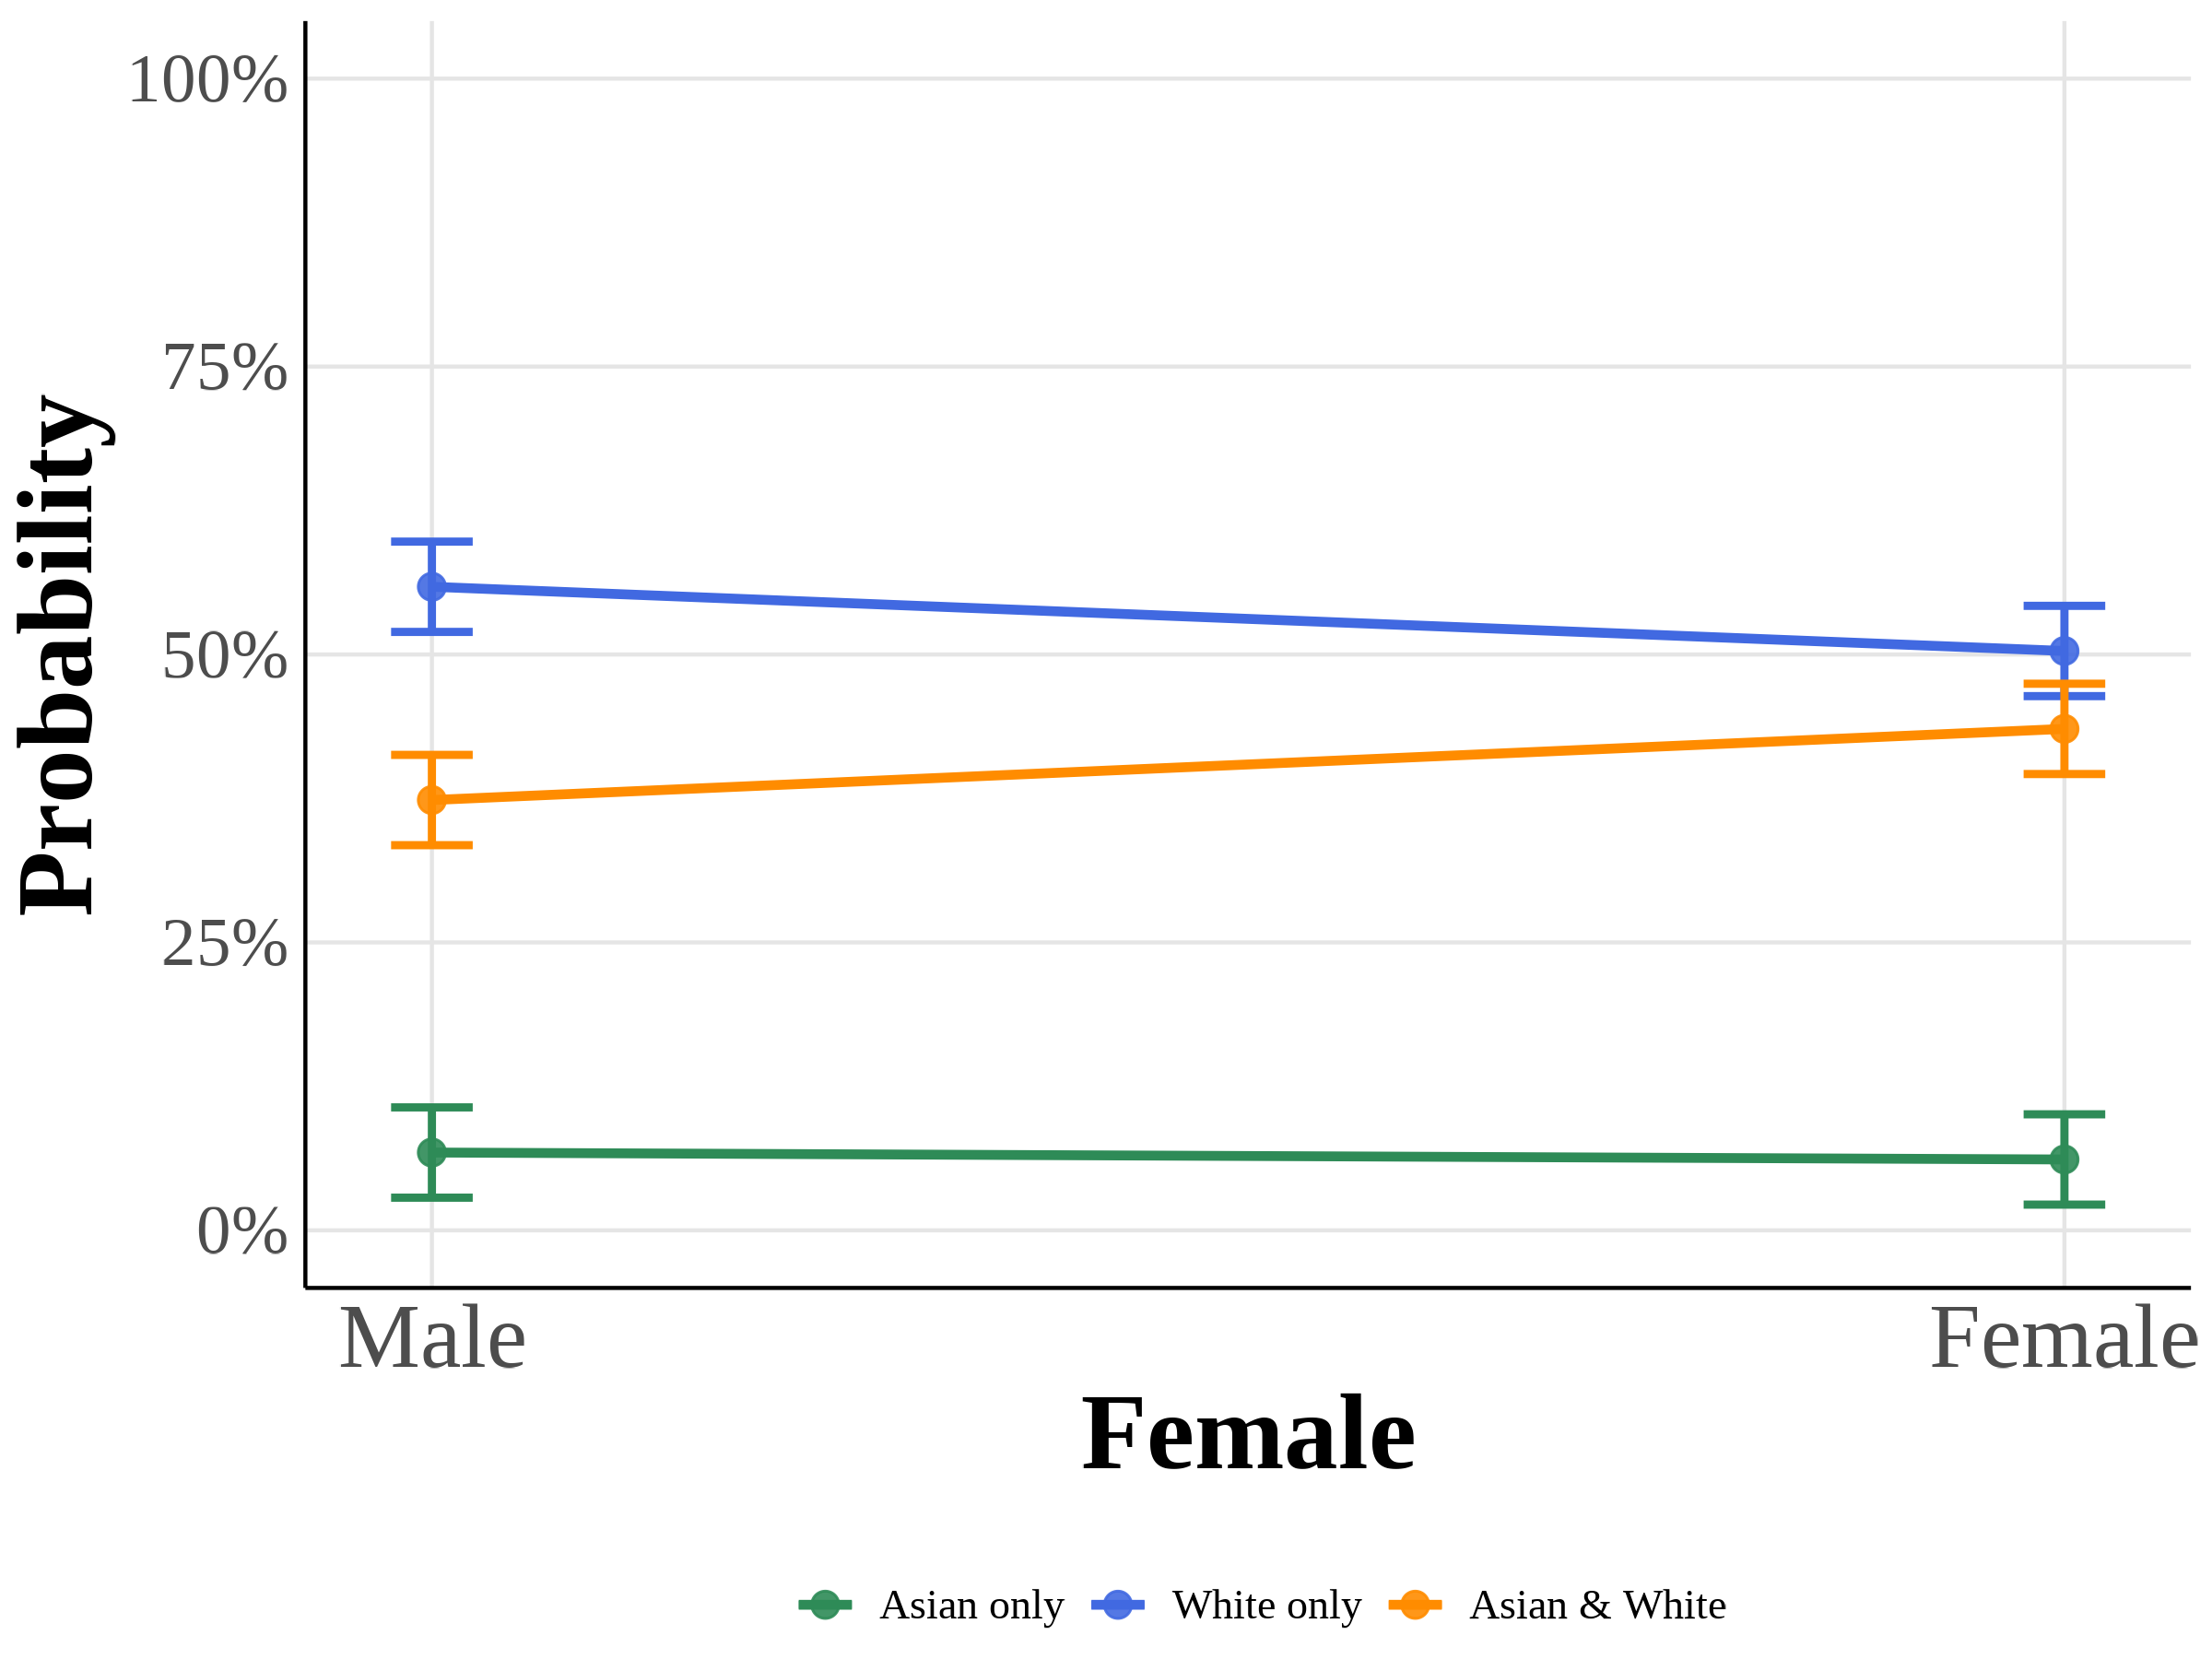 100%
75%
50%
25%
0%
Probability
Male
Female
Female
Asian only
White only
Asian & White